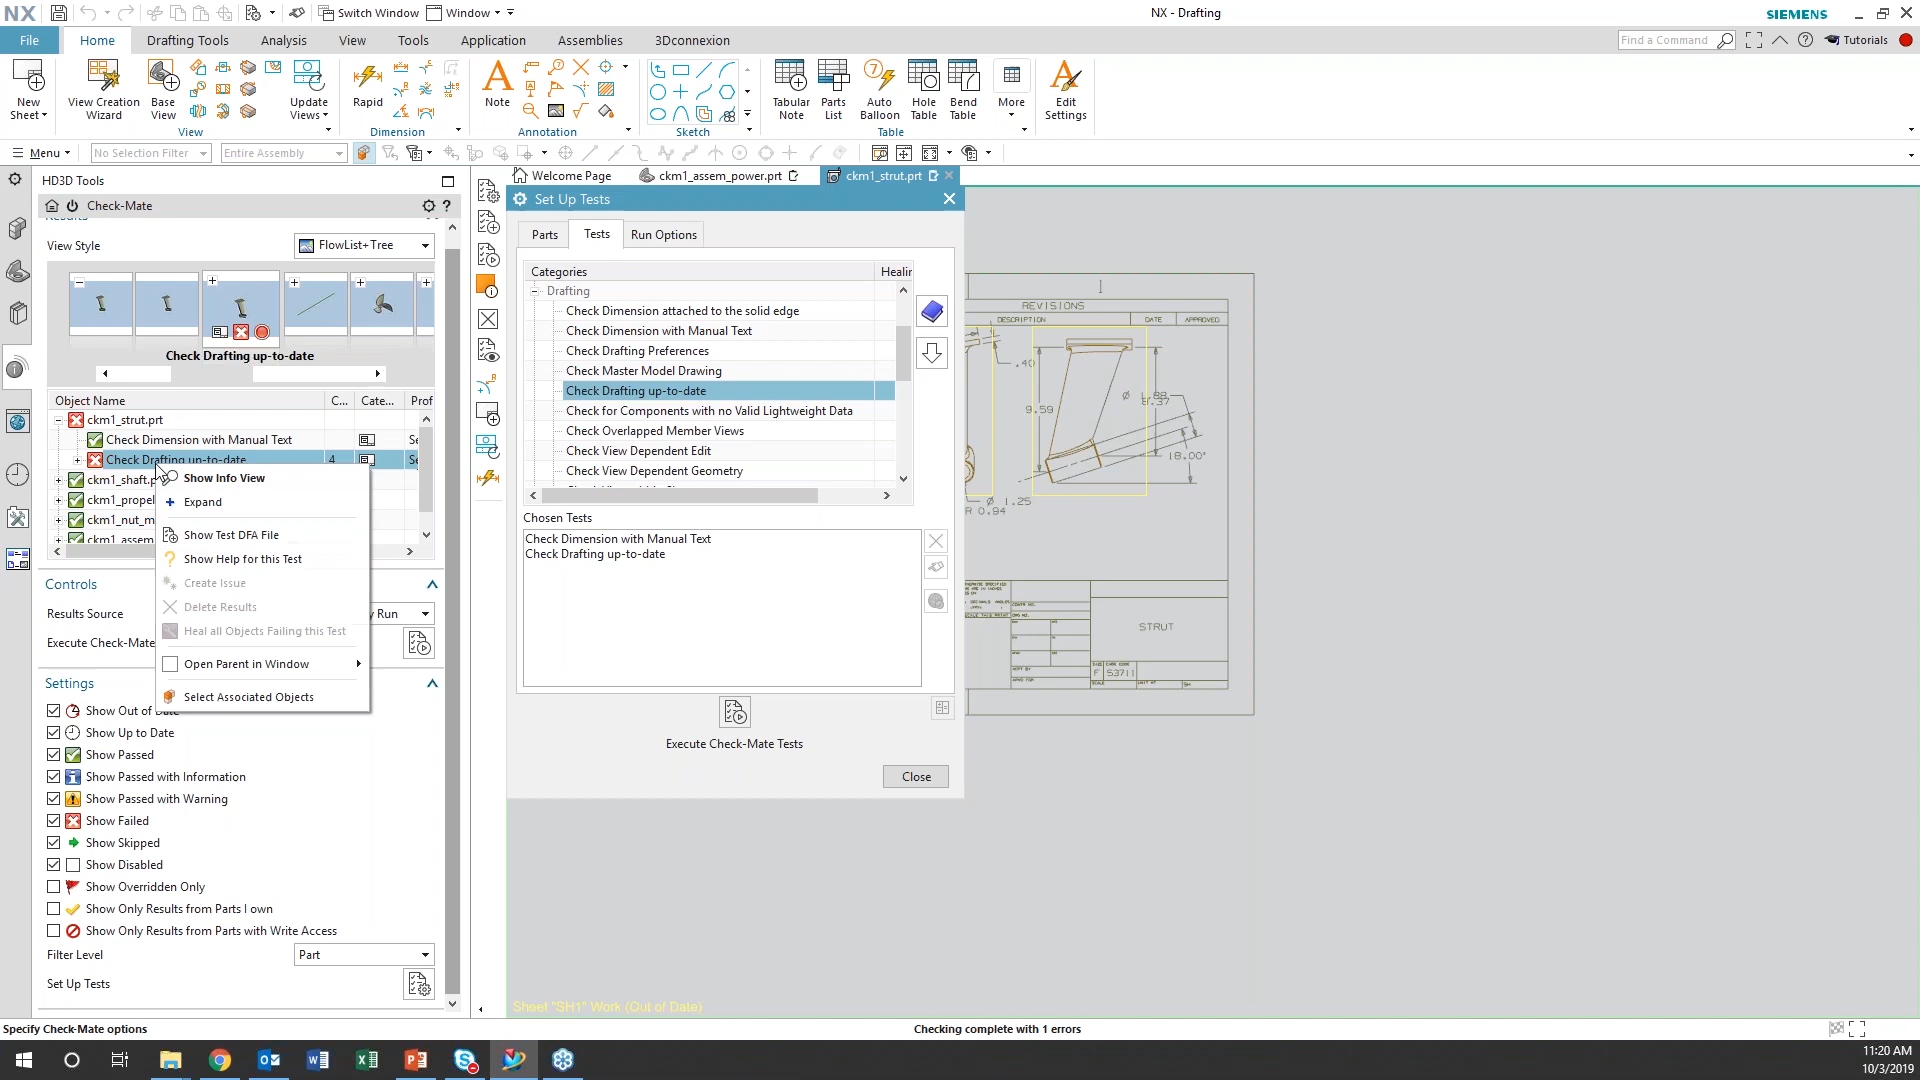 NX
Switch Window
Window
NX - Drafting
SIEMENS
File
Home
Drafting Tools
Analysis
View
Tools
Application
Assemblies
3Dconnexion
Find a Command
Tutorials
New Sheet
View Creation Wizard
Base View
Update Views
Rapid
Note
Tabular Note
Parts List
Auto Balloon
Hole Table
Bend Table
More
Edit Settings
View
Dimension
Annotation
Sketch
Table
Menu
No Selection Filter
Entire Assembly
HD3D Tools
Check-Mate
View Style
FlowList+Tree
Check Drafting up-to-date
Object Name
C...
Cate...
Prof
ckm1_strut.prt
Check Dimension with Manual Text
Se
Check Drafting up-to-date
4
Se
ckm1_shaft.p
ckm1_propel
ckm1_nut_m
ckm1_assem
Show Info View
Expand
Show Test DFA File
Show Help for this Test
Create Issue
Delete Results
Heal all Objects Failing this Test
Open Parent in Window
Select Associated Objects
Controls
Results Source
y Run
Execute Check-Mate
Settings
Show Out of Date
Show Up to Date
Show Passed
Show Passed with Information
Show Passed with Warning
Show Failed
Show Skipped
Show Disabled
Show Overridden Only
Show Only Results from Parts I own
Show Only Results from Parts with Write Access
Filter Level
Part
Set Up Tests
Welcome Page
ckm1_assem_power.prt
ckm1_strut.prt
Set Up Tests
Parts
Tests
Run Options
Categories
Healin
Drafting
Check Dimension attached to the solid edge
Check Dimension with Manual Text
Check Drafting Preferences
Check Master Model Drawing
Check Drafting up-to-date
Check for Components with no Valid Lightweight Data
Check Overlapped Member Views
Check View Dependent Edit
Check View Dependent Geometry
Chosen Tests
Check Dimension with Manual Text
Check Drafting up-to-date
Execute Check-Mate Tests
Close
REVISIONS
DESCRIPTION
DATE
APPROVED
.40
9.59
18.00°
Ø 1.25
R 0.94
STRUT
F
53711
Sheet "SH1" Work (Out of Date)
Specify Check-Mate options
Checking complete with 1 errors
11:20 AM
10/3/2019